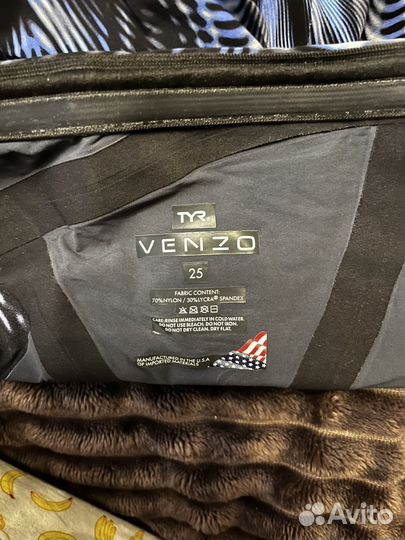 TYR
VENZO
25
FABRIC CONTENT:
70%NYLON / 30%LYCRA® SPANDEX
CARE:RINSE IMMEDIATELY IN COLD WATER.
DO NOT USE BLEACH. DO NOT IRON.
DO NOT DRY CLEAN. DRY FLAT.
MANUFACTURED IN THE U.S.A
OF IMPORTED MATERIALS.
Avito